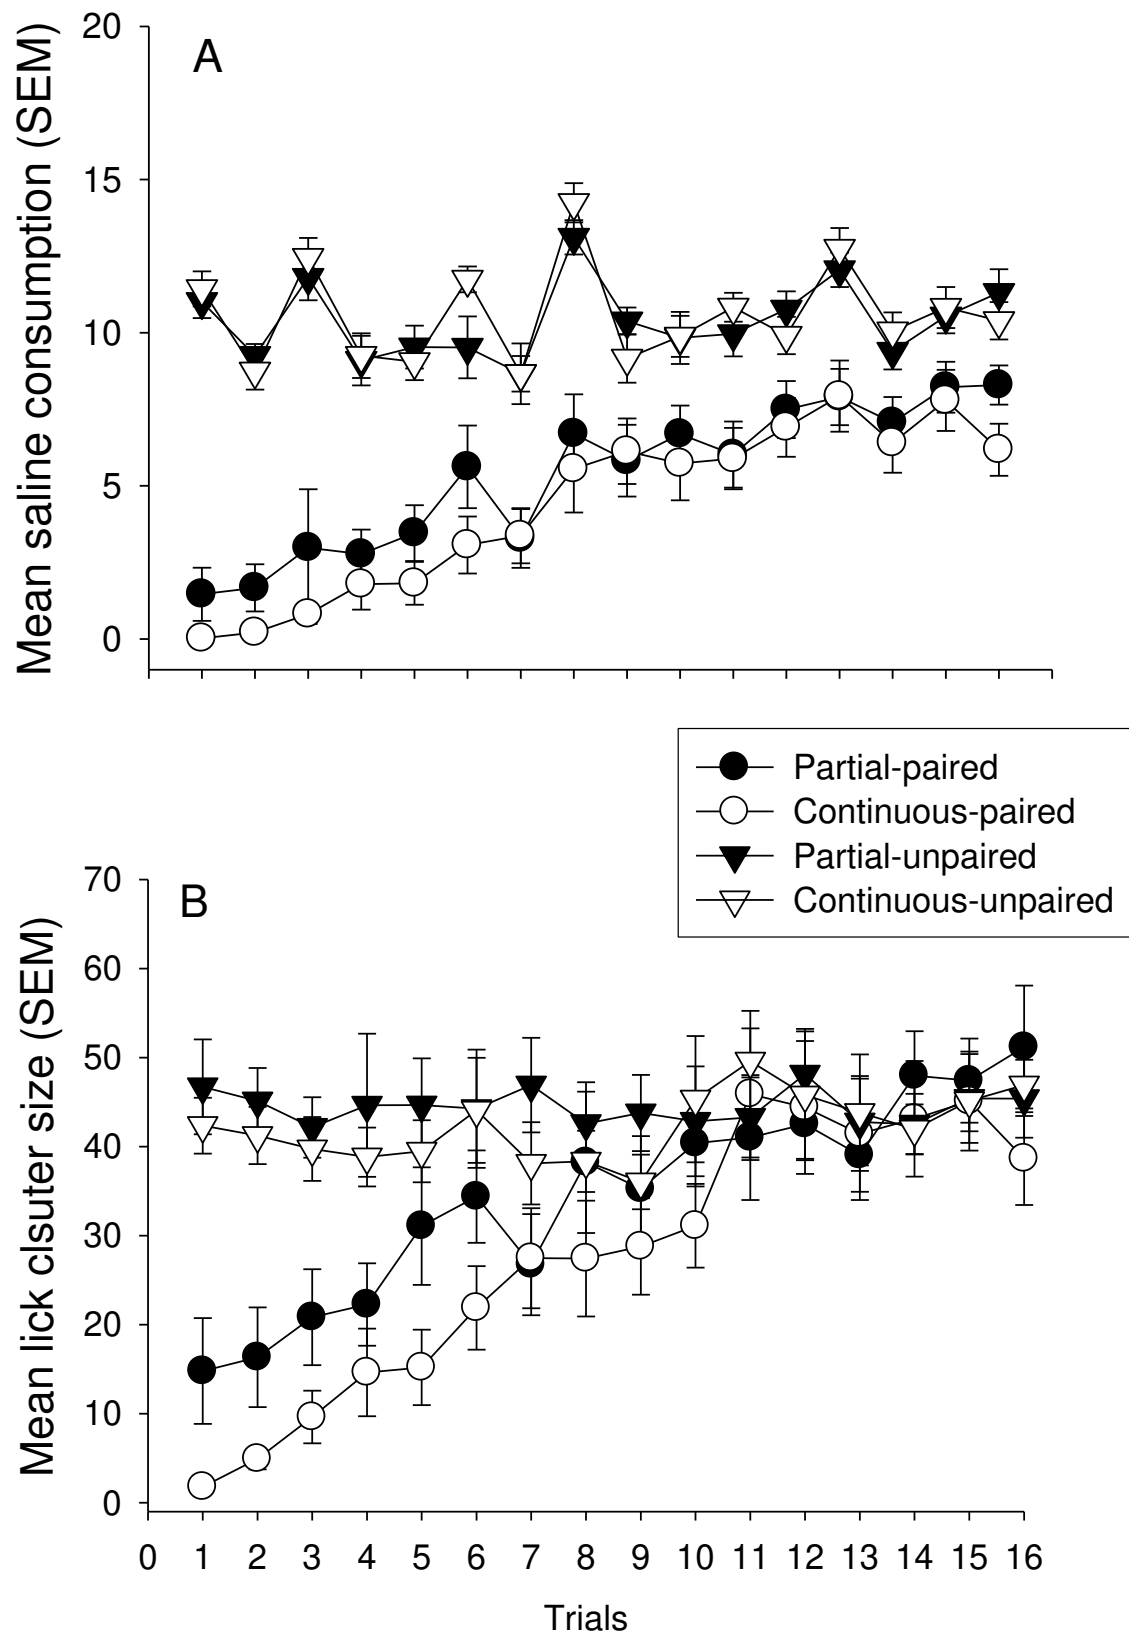 A
Mean saline consumption (SEM)
20
15
10
5
0
Partial-paired
Continuous-paired
Partial-unpaired
Continuous-unpaired
B
Mean lick clsuter size (SEM)
70
60
50
40
30
20
10
0
0 1 2 3 4 5 6 7 8 9 10 11 12 13 14 15 16
Trials